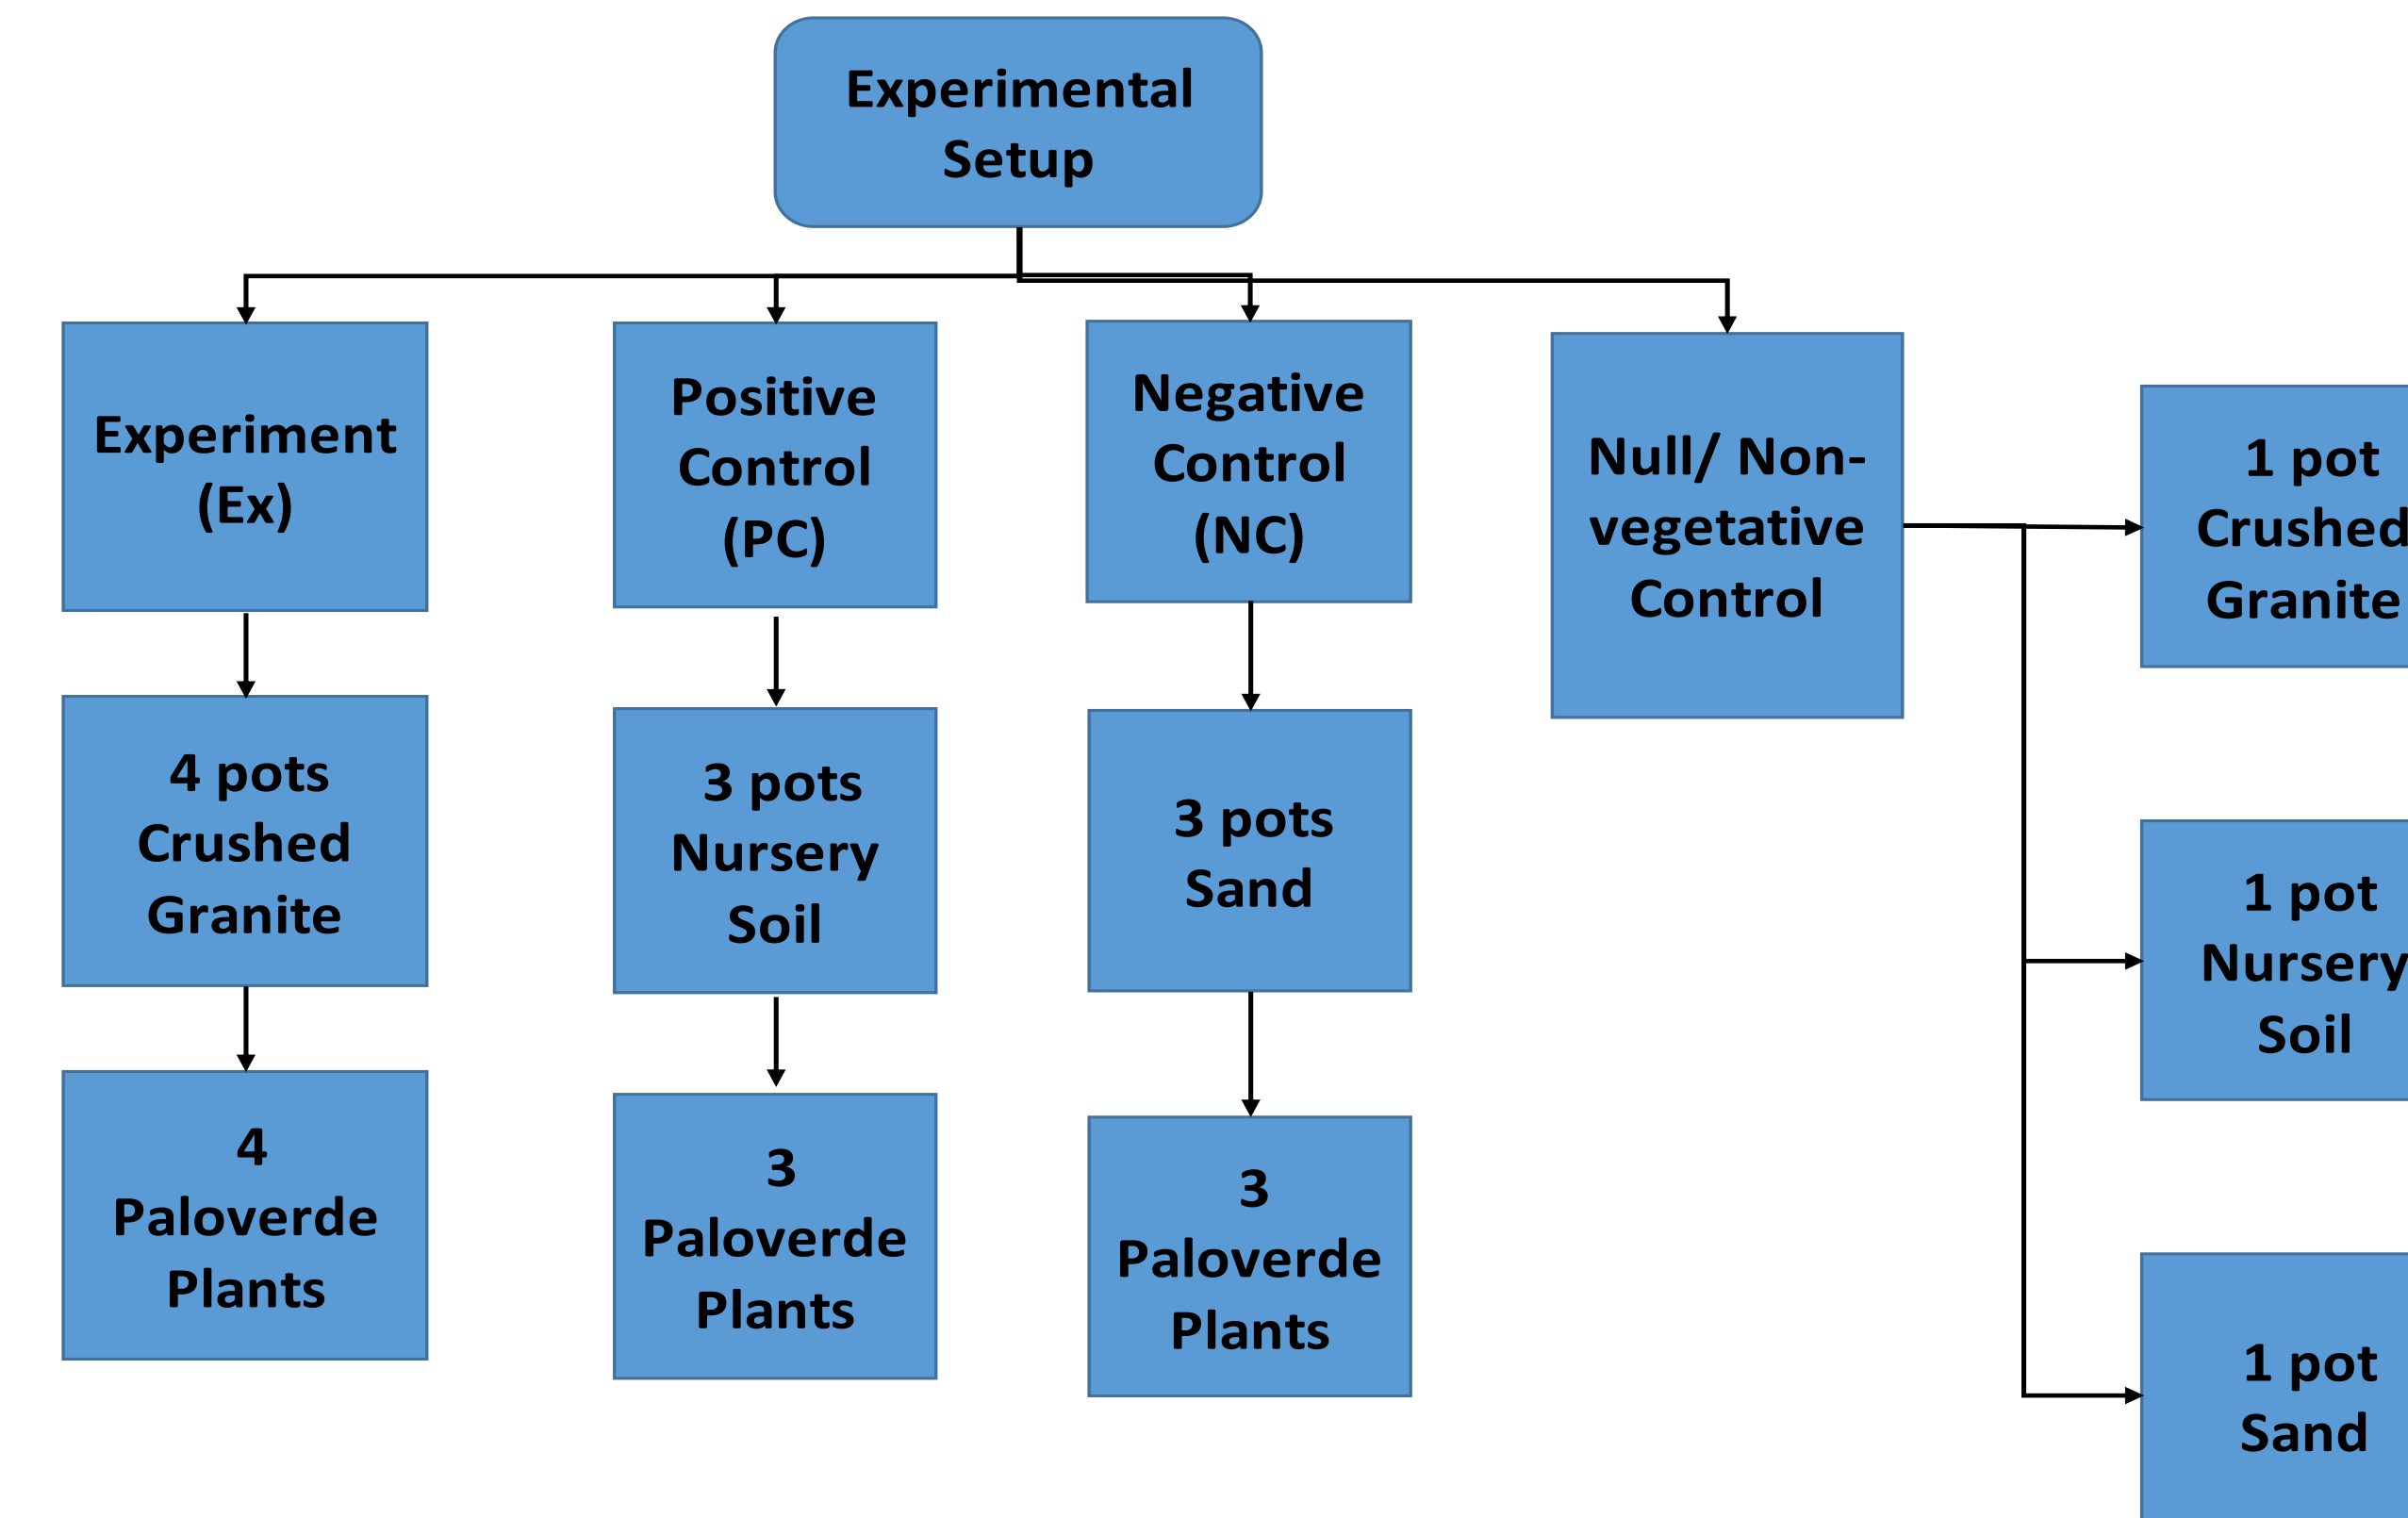 Experimental
Setup
Experiment
(Ex)
Positive
Control
(PC)
Negative
Control
(NC)
Null/ Non-
vegetative
Control
1 pot
Crushed
Granite
4 pots
Crushed
Granite
3 pots
Nursery
Soil
3 pots
Sand
1 pot
Nursery
Soil
4
Paloverde
Plants
3
Paloverde
Plants
3
Paloverde
Plants
1 pot
Sand